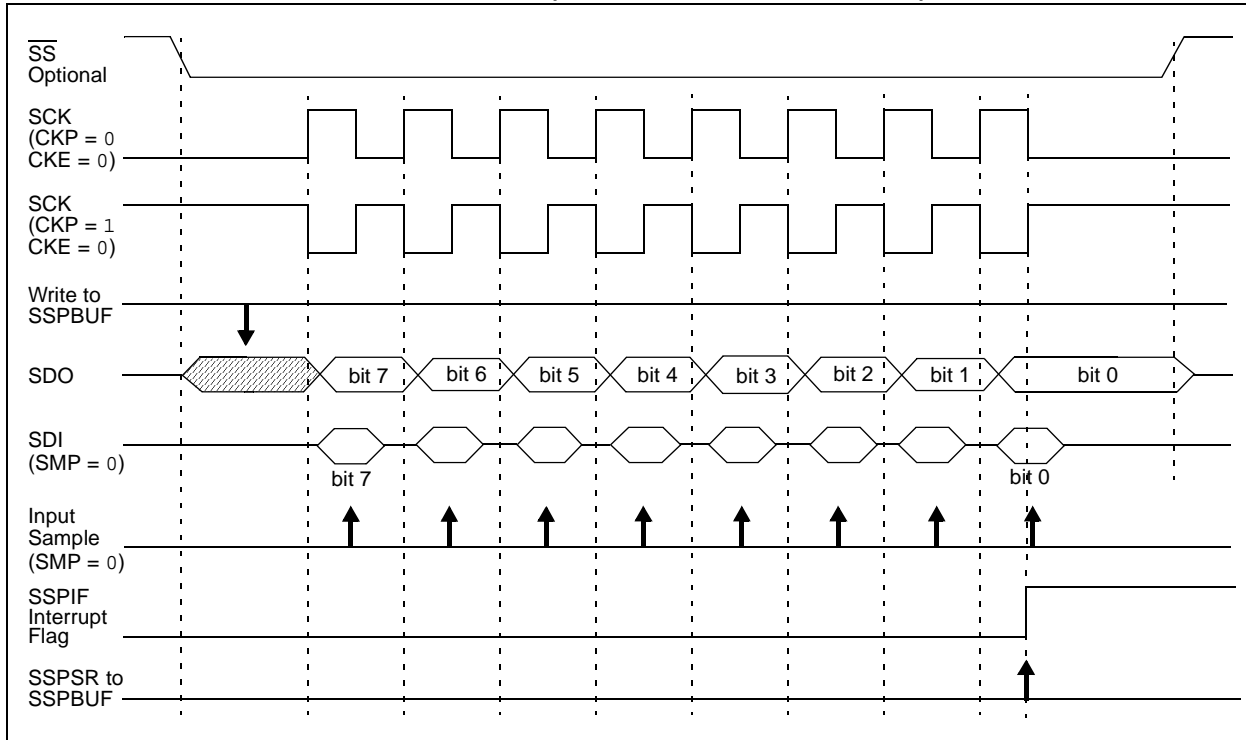 SS
Optional
SCK
(CKP = 0
CKE = 0)
SCK
(CKP = 1
CKE = 0)
Write to
SSPBUF
SDO
bit 7 bit 6 bit 5 bit 4 bit 3 bit 2 bit 1 bit 0
SDI
(SMP = 0)
bit 7 bit 0
Input
Sample
(SMP = 0)
SSPIF
Interrupt
Flag
SSPSR to
SSPBUF